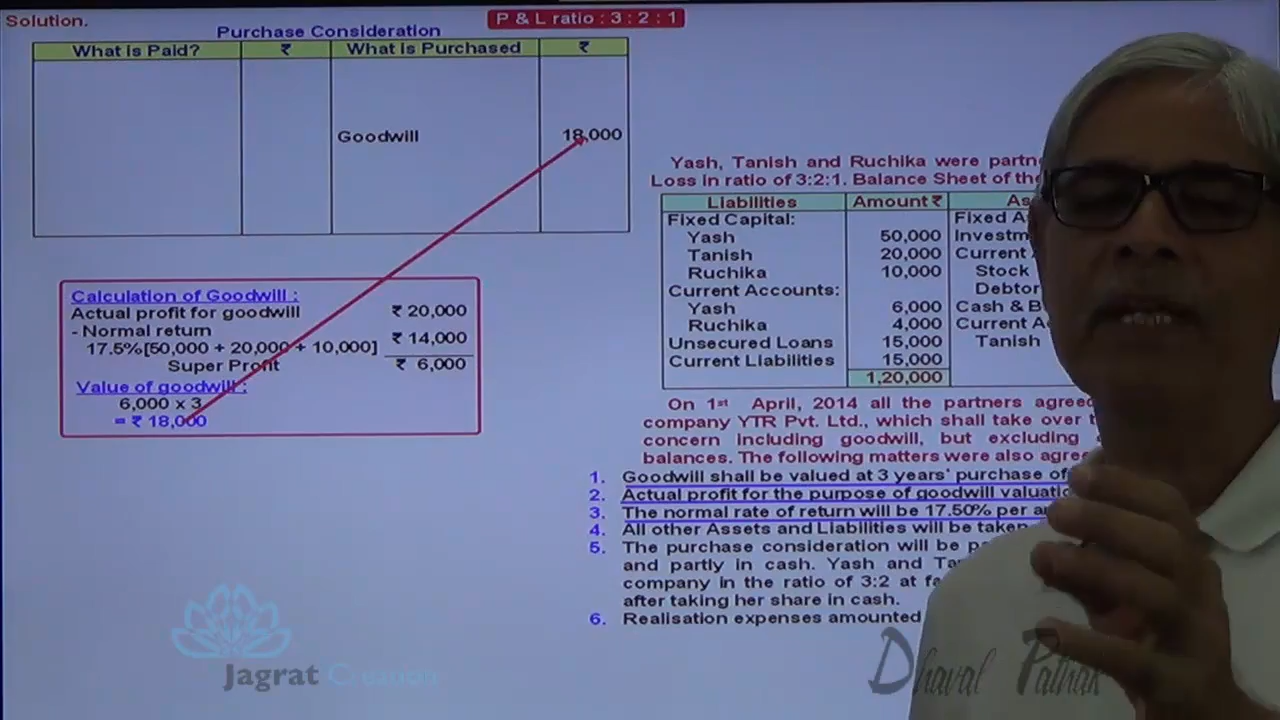 Solution.
P & L ratio : 3 : 2 : 1
Purchase Consideration
What is Paid? ₹ What is Purchased ₹
Goodwill 18,000
Calculation of Goodwill :
Actual profit for goodwill ₹ 20,000
- Normal return
17.5%[50,000 + 20,000 + 10,000] ₹ 14,000
Super Profit ₹ 6,000
Value of goodwill :
6,000 x 3
= ₹ 18,000
Yash, Tanish and Ruchika were
Loss in ratio of 3:2:1. Balance Sheet of
Liabilities Amount ₹
Fixed Capital: Fixed
Yash 50,000
Tanish 20,000 Current
Ruchika 10,000 Stock
Current Accounts:
Yash 6,000 Cash &
Ruchika 4,000 Current
Unsecured Loans 15,000 Tanish
Current Liabilities 15,000
1,20,000
On 1st April, 2014 all the partners
company YTR Pvt. Ltd., which shall take over
concern including goodwill, but excluding
balances. The following matters were also
1. Goodwill shall be valued at 3 years' purchase
2. Actual profit for the purpose of goodwill
3. The normal rate of return will be 17.50% per
4. All other Assets and Liabilities will be taken
5. The purchase consideration will be
and partly in cash. Yash and
company in the ratio of 3:2 at
after taking her share in cash.
6. Realisation expenses amounted
Jagrat Creation
Dhaval Pathak